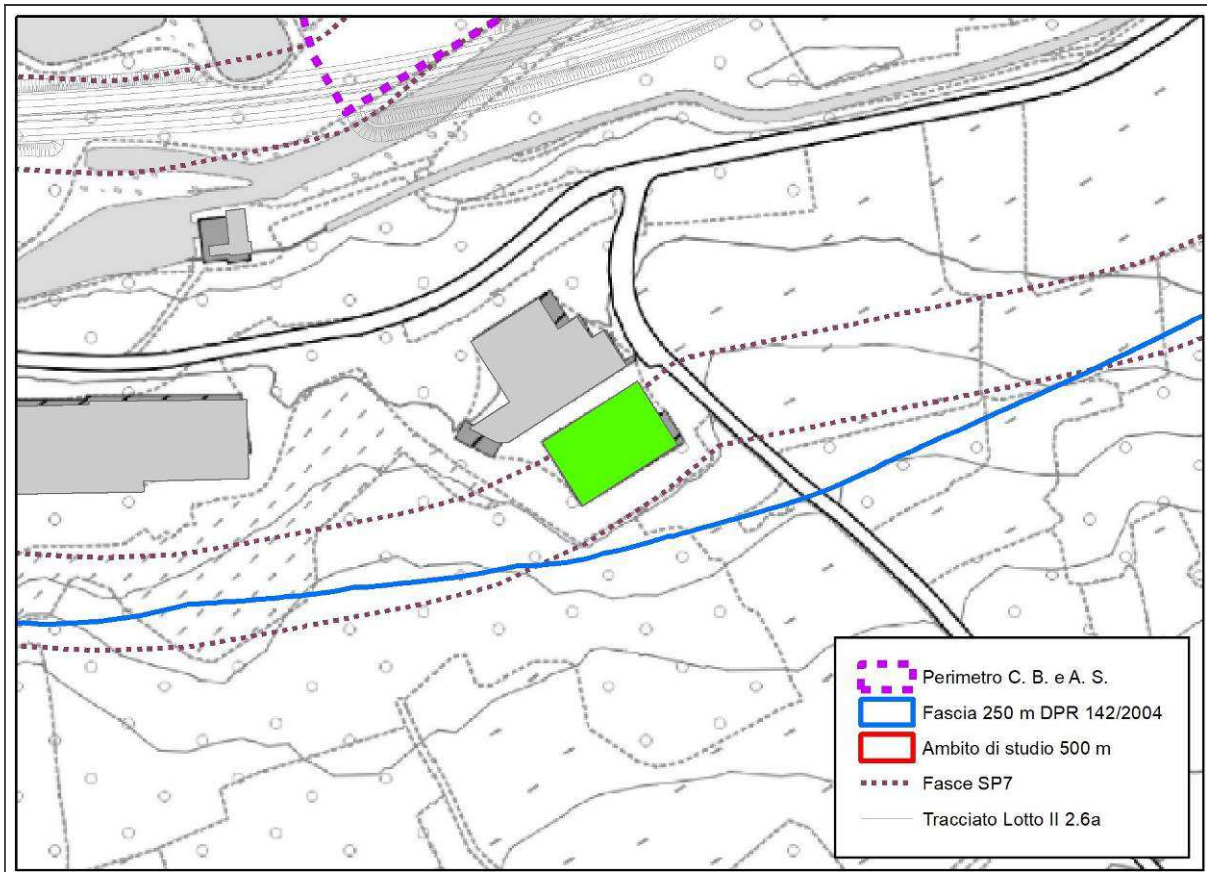 Perimetro C. B. e A. S.
Fascia 250 m DPR 142/2004
Ambito di studio 500 m
Fasce SP7
Tracciato Lotto II 2.6a